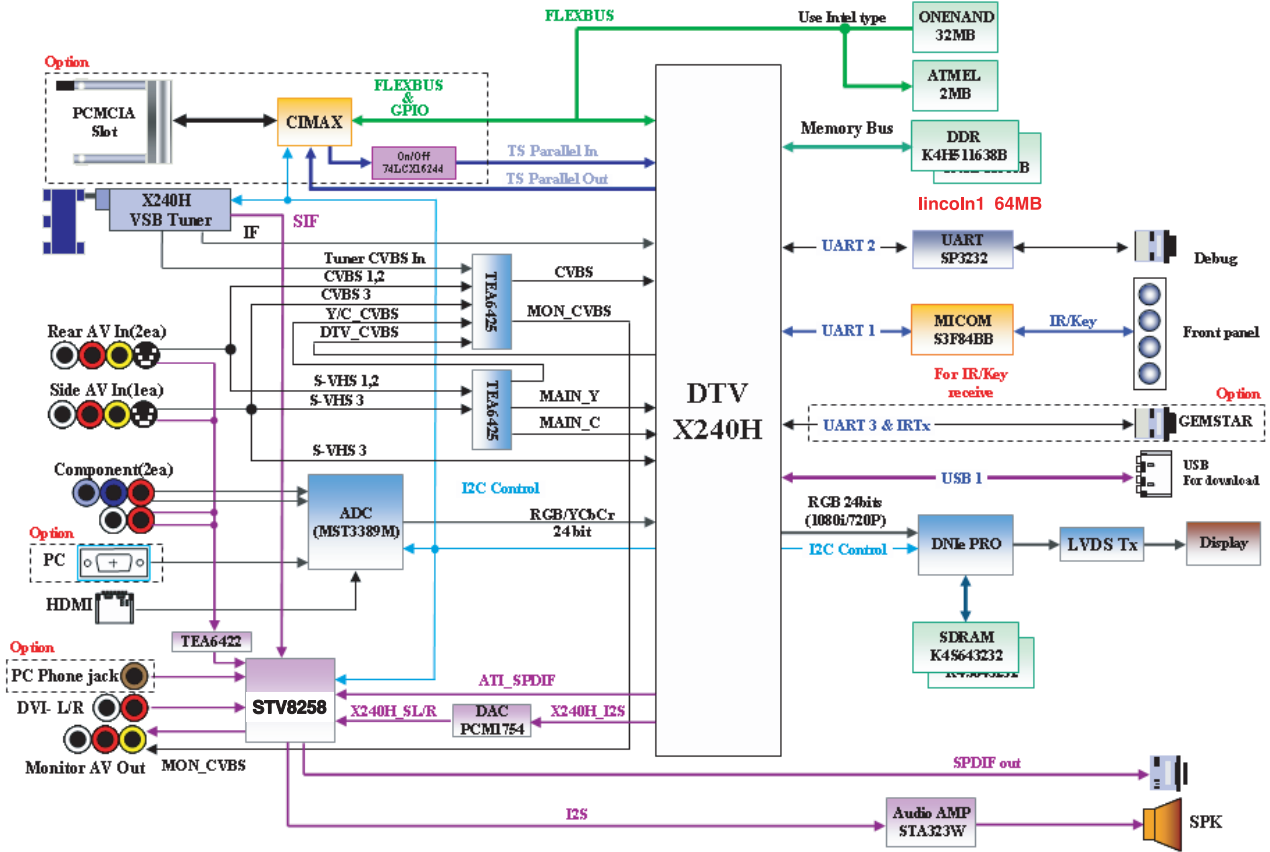 FLEXBUS
Use Intel type
ONENAND
32MB
Option
ATMEL
2MB
FLEXBUS
&
GPIO
PCMCIA
Slot
CIMAX
Memory Bus
DDR
K4H511638B
On/Off
74LCX16244
TS Parallel In
TS Parallel Out
lincoln1 64MB
X240H
VSB Tuner
SIF
IF
UART 2
UART
SP3232
Debug
Tuner CVBS In
CVBS 1,2
CVBS 3
Y/C_CVBS
DTV_CVBS
TEA6425
CVBS
MON_CVBS
Rear AV In(2ea)
UART 1
MICOM
S3F84BB
IR/Key
Front panel
For IR/Key
receive
Side AV In(1ea)
S-VHS 1,2
S-VHS 3
TEA6425
MAIN_Y
MAIN_C
DTV
X240H
Option
UART 3 & IRTx
GEMSTAR
S-VHS 3
Component(2ea)
I2C Control
USB 1
USB
For download
ADC
(MST3389M)
RGB/YCbCr
24 bit
RGB 24bits
(1080i/720P)
Option
PC
I2C Control
DNIe PRO
LVDS Tx
Display
HDMI
TEA6422
SDRAM
K4S643232
K4S643232
Option
PC Phone jack
STV8258
ATI_SPDIF
DVI- L/R
X240H_SL/R
DAC
PCM1754
X240H_I2S
Monitor AV Out
MON_CVBS
SPDIF out
I2S
Audio AMP
STA323W
SPK